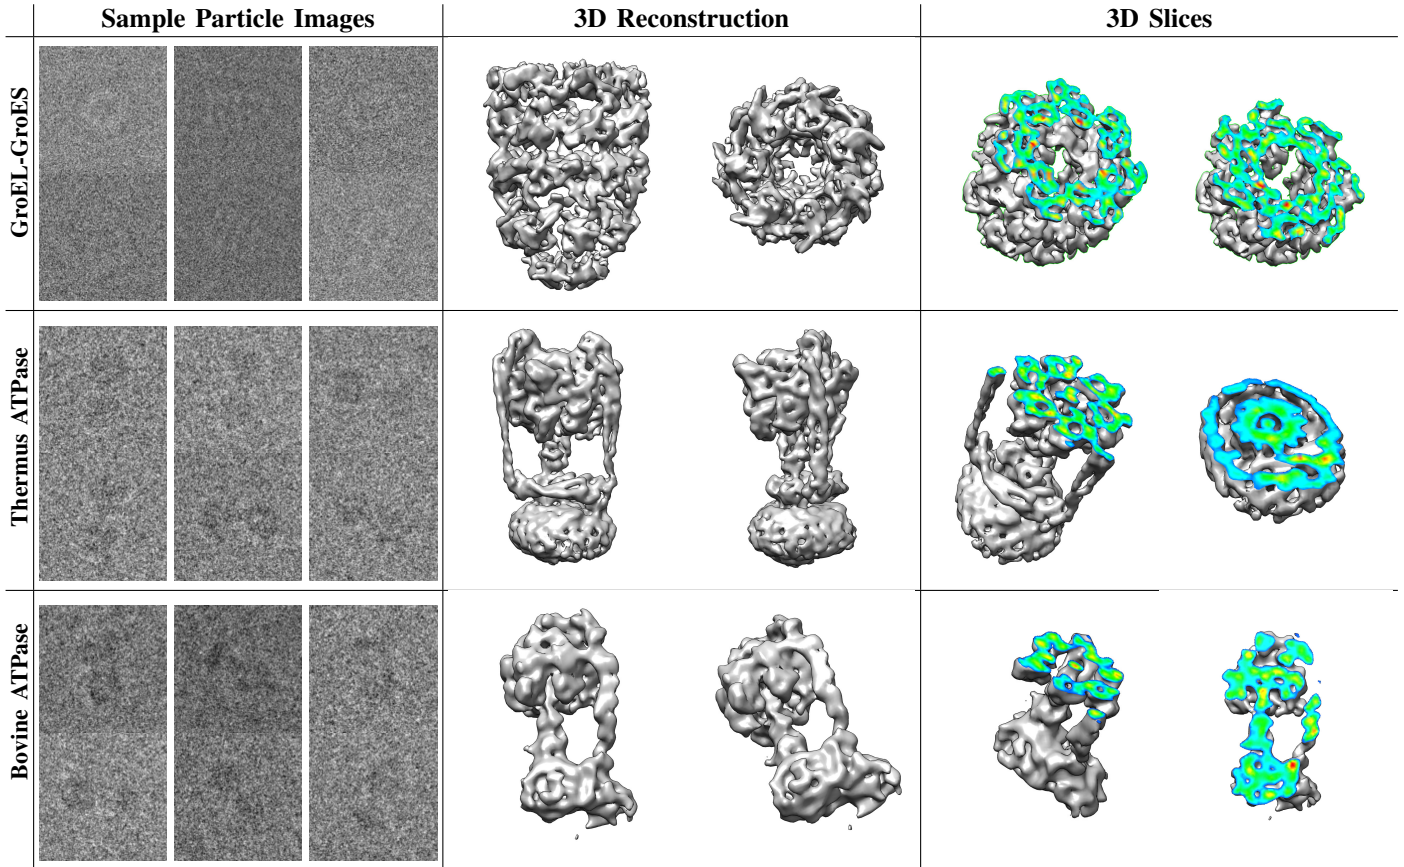 Sample Particle Images
3D Reconstruction
3D Slices
GroEL-GroES
Thermus ATPase
Bovine ATPase